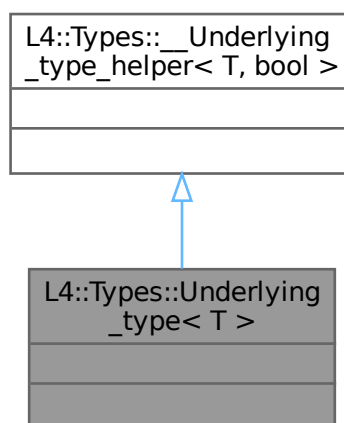 L4::Types::__Underlying
_type_helper< T, bool >
L4::Types::Underlying
_type< T >